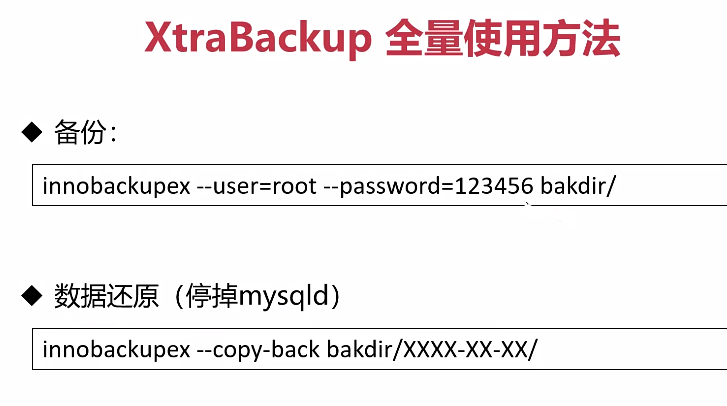 XtraBackup 全量使用方法
◆ 备份：
innobackupex --user=root --password=123456 bakdir/
◆ 数据还原（停掉mysqld）
innobackupex --copy-back bakdir/XXXX-XX-XX/